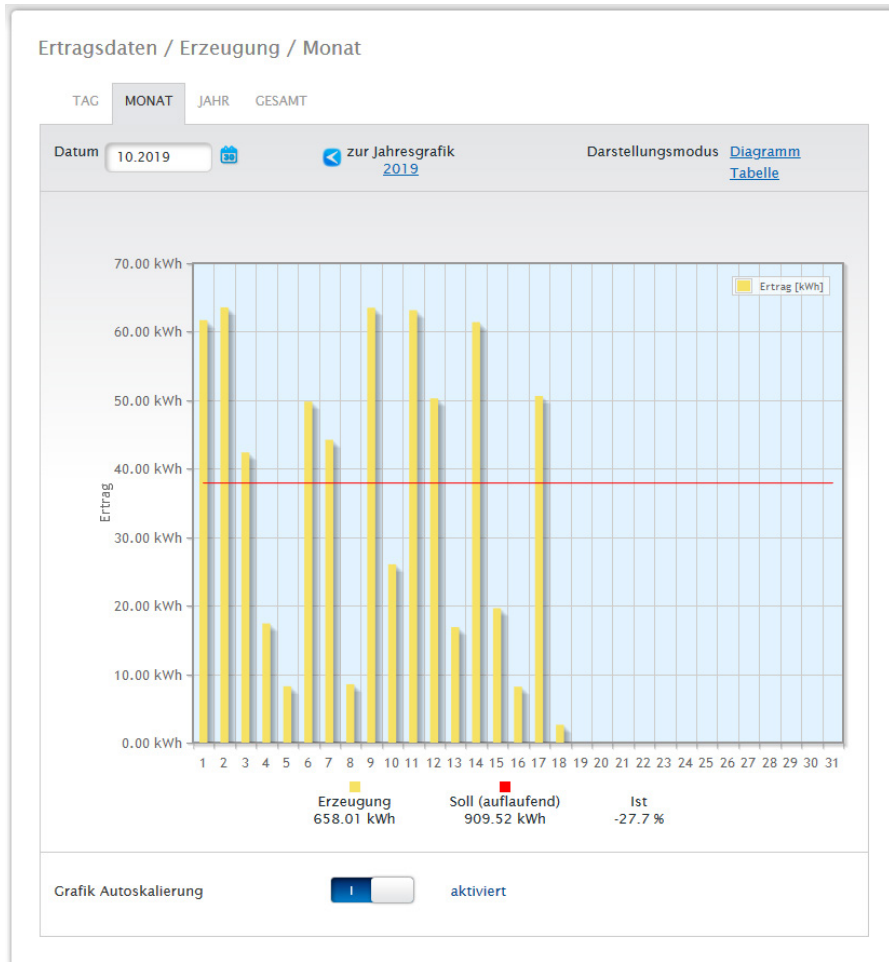 Ertragsdaten / Erzeugung / Monat
TAG MONAT JAHR GESAMT
Datum 10.2019 30 zur Jahresgrafik Darstellungsmodus Diagramm
2019 Tabelle
70.00 kWh
Ertrag [kWh]
60.00 kWh
50.00 kWh
40.00 kWh
Ertrag
30.00 kWh
20.00 kWh
10.00 kWh
0.00 kWh
1 2 3 4 5 6 7 8 9 10 11 12 13 14 15 16 17 18 19 20 21 22 23 24 25 26 27 28 29 30 31
Erzeugung Soll (auflaufend) Ist
658.01 kWh 909.52 kWh -27.7 %
Grafik Autoskalierung I aktiviert